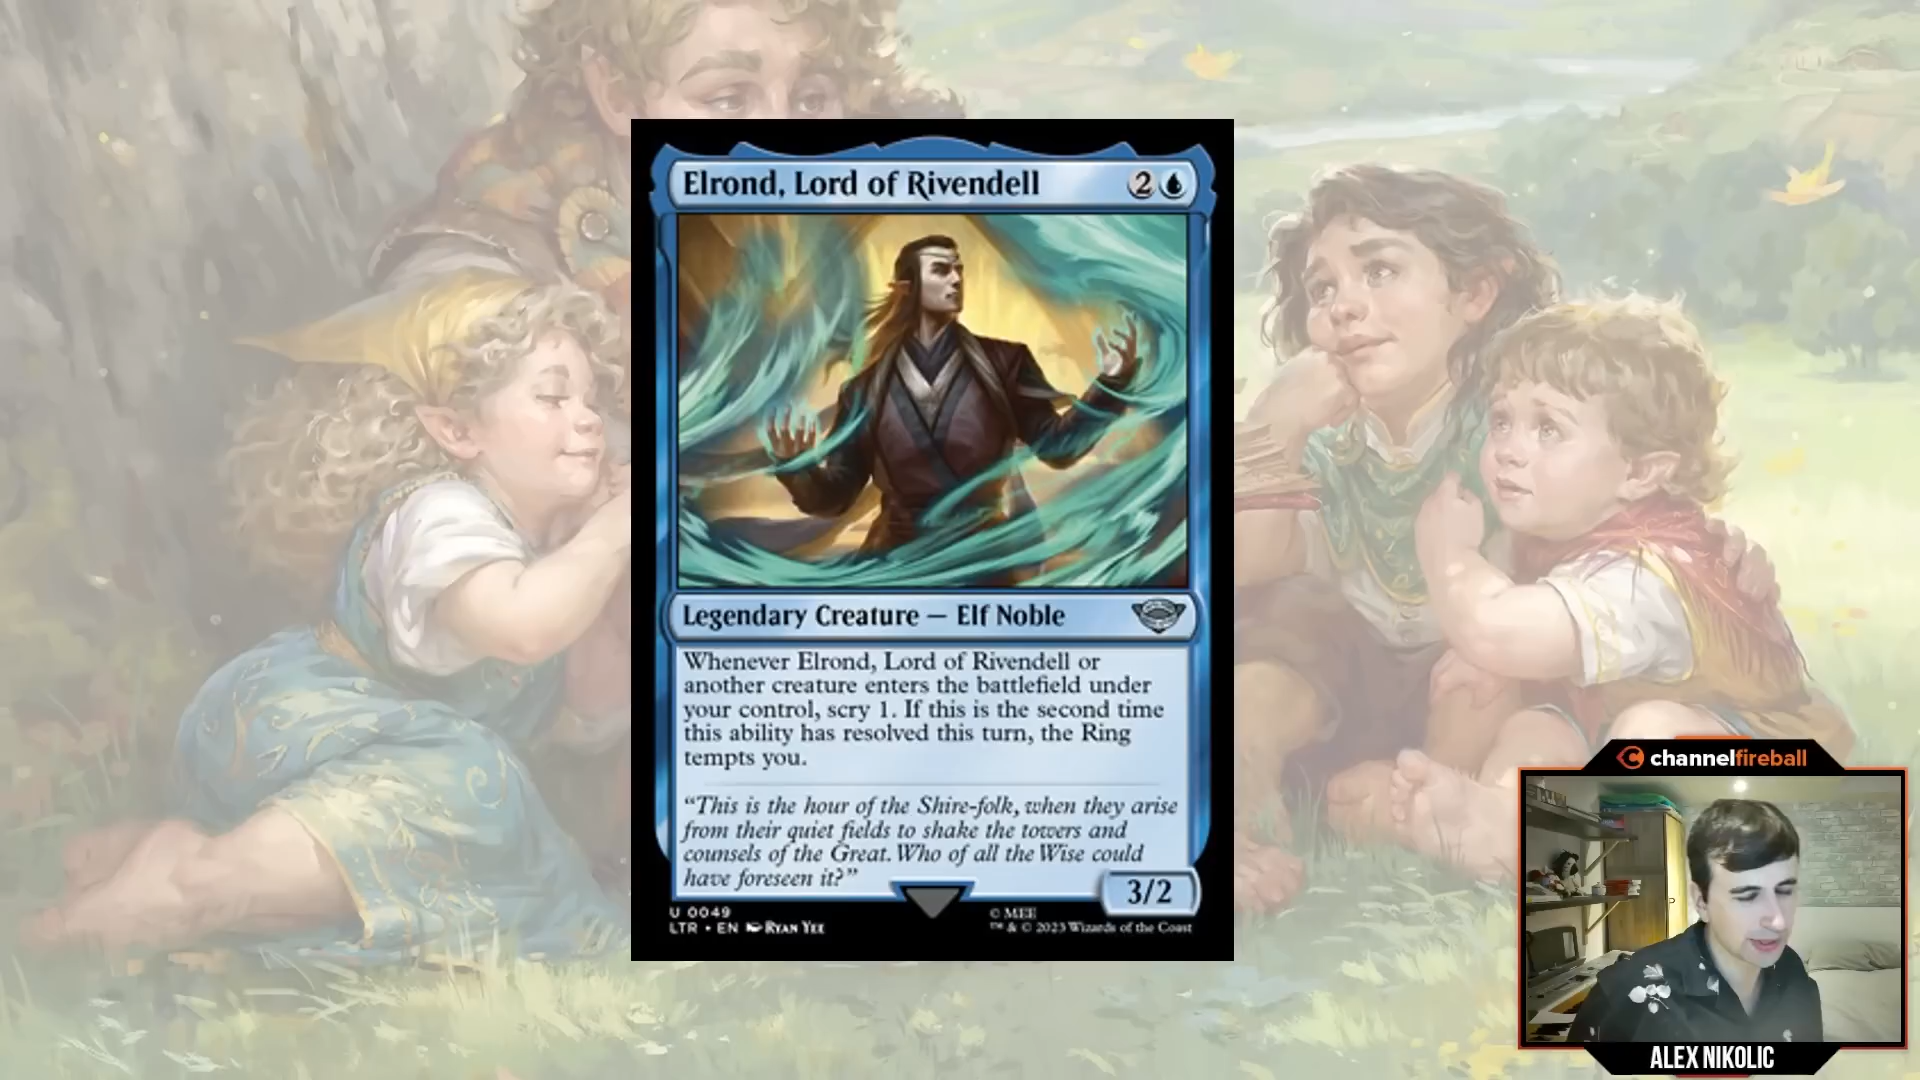 Elrond, Lord of Rivendell 2
Legendary Creature — Elf Noble
Whenever Elrond, Lord of Rivendell or
another creature enters the battlefield under
your control, scry 1. If this is the second time
this ability has resolved this turn, the Ring
tempts you.
“This is the hour of the Shire-folk, when they arise
from their quiet fields to shake the towers and
counsels of the Great. Who of all the Wise could
have foreseen it?”
3/2
U 0049
LTR • EN Ryan Yee
© MEE
™ & © 2023 Wizards of the Coast
channelfireball
ALEX NIKOLIC